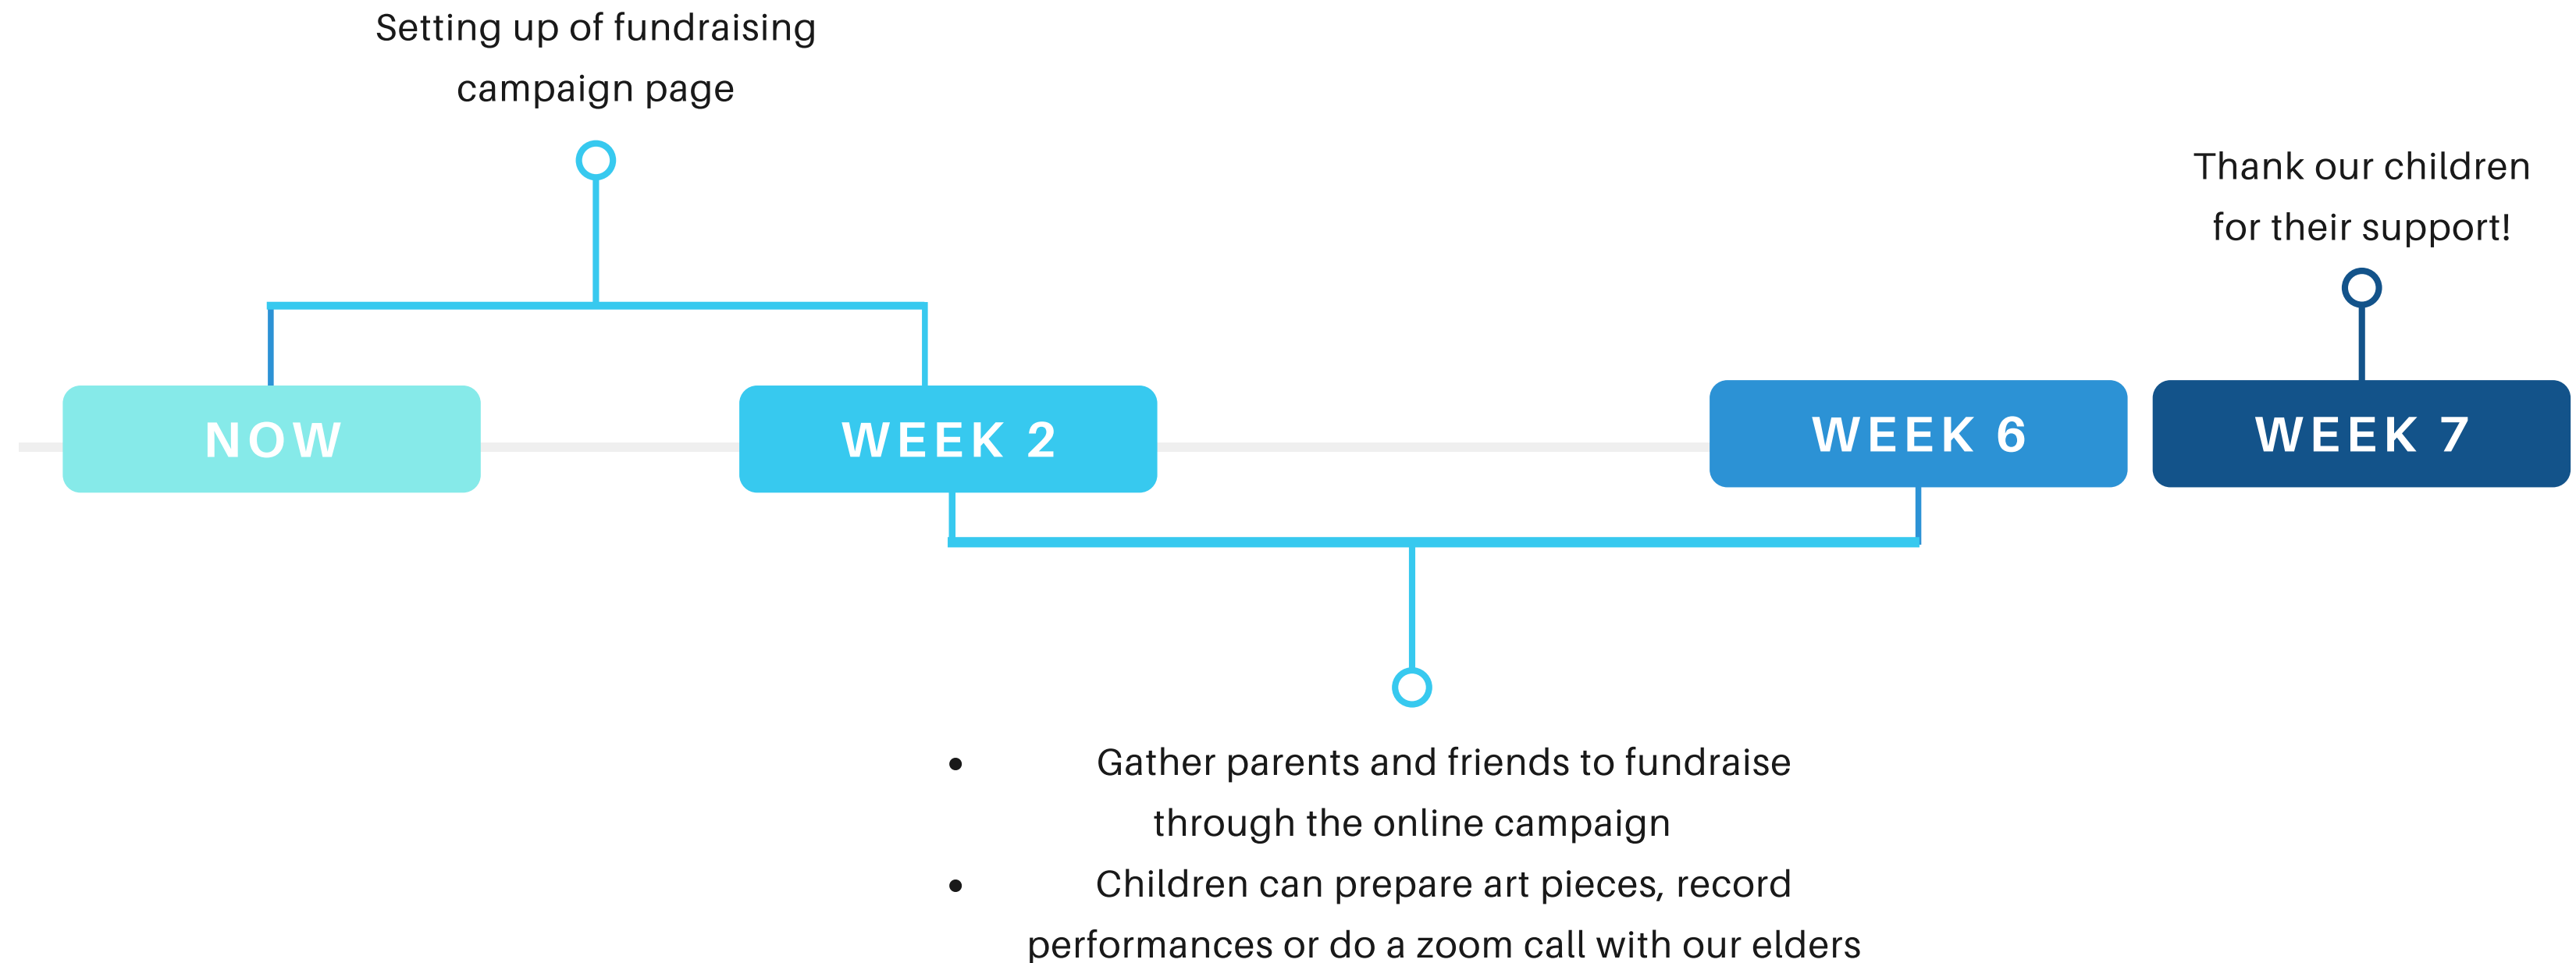 Setting up of fundraising
campaign page
Thank our children
for their support!
NOW
WEEK 2
WEEK 6
WEEK 7
• Gather parents and friends to fundraise
through the online campaign
• Children can prepare art pieces, record
performances or do a zoom call with our elders